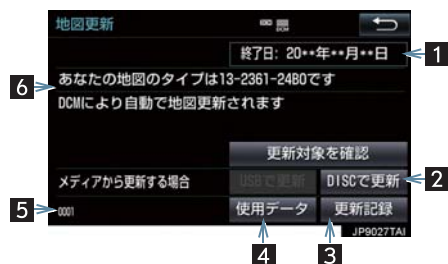 地図更新
DCM
終了日: 20**年**月**日
1
6
あなたの地図のタイプは13-2361-24B0です
DCMにより自動で地図更新されます
更新対象を確認
メディアから更新する場合
USBで更新
DISCで更新
2
5
0001
使用データ
更新記録
JP9027TAI
4
3